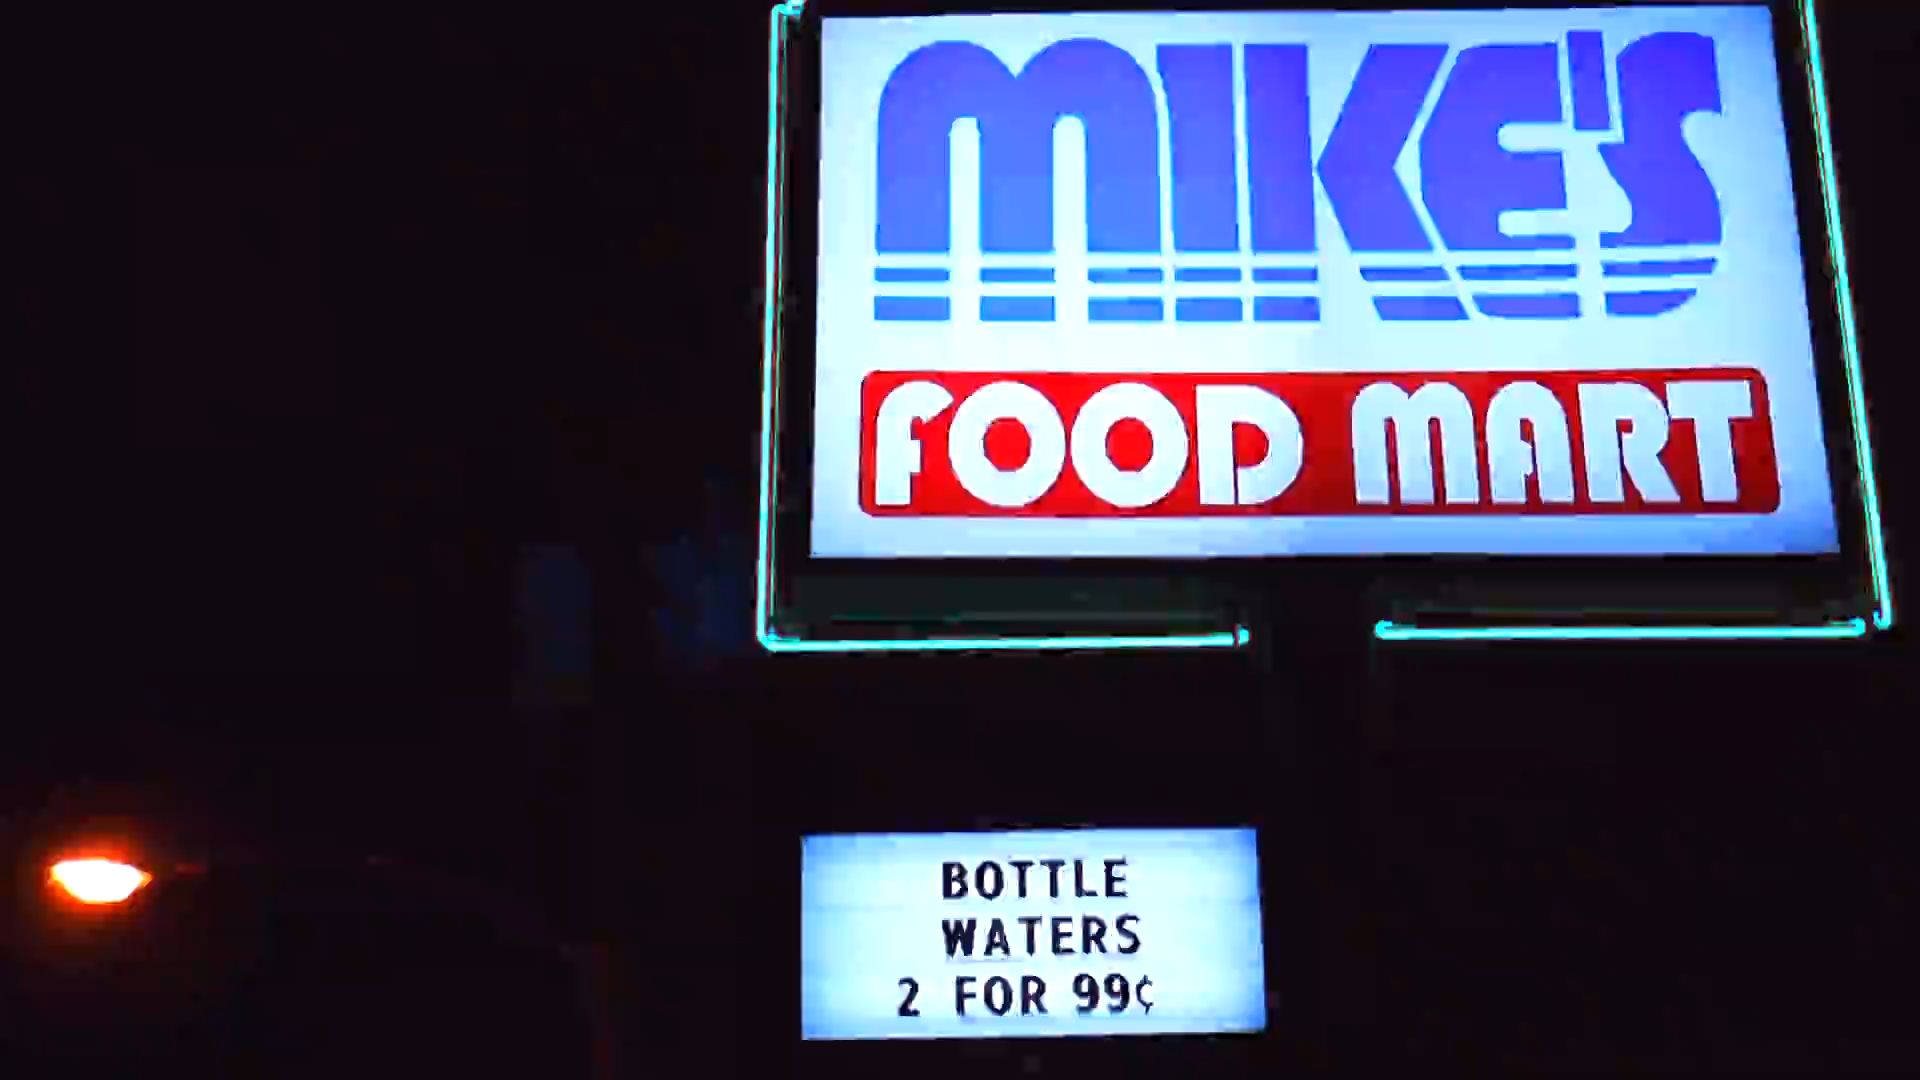 MIKE'S
FOOD MART
BOTTLE
WATERS
2 FOR 99¢